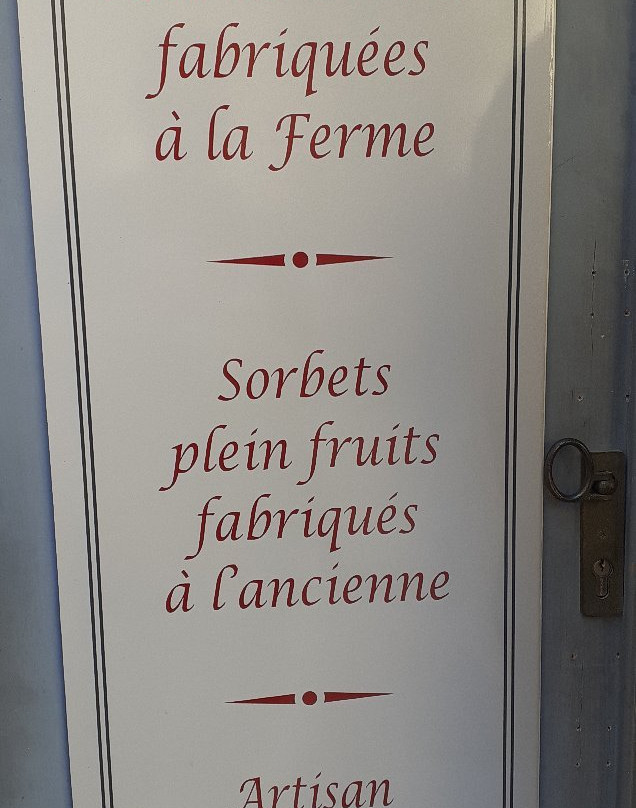 fabriquées
à la Ferme
Sorbets
plein fruits
fabriqués
à l'ancienne
Artisan